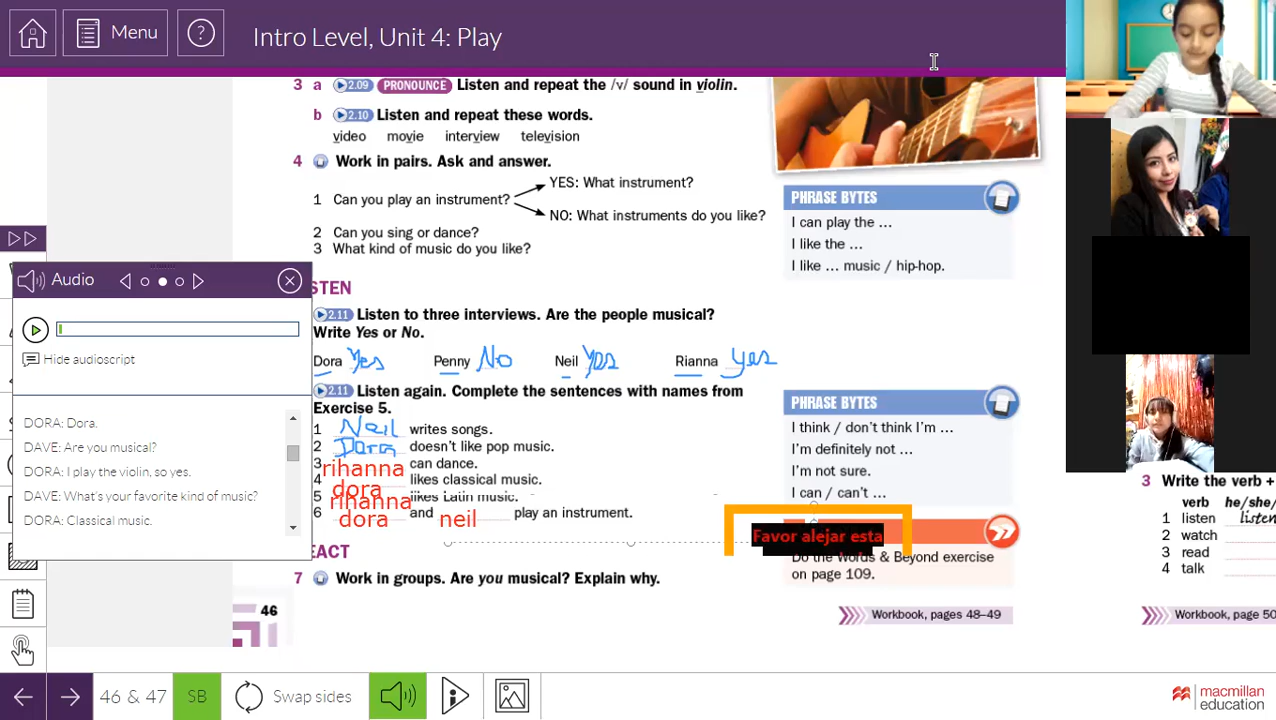 Menu
Intro Level, Unit 4: Play
3 a 2.09 PRONOUNCE Listen and repeat the /v/ sound in violin.
b 2.10 Listen and repeat these words.
video movie interview television
4 Work in pairs. Ask and answer.
YES: What instrument?
1 Can you play an instrument?
NO: What instruments do you like?
2 Can you sing or dance?
3 What kind of music do you like?
PHRASE BYTES
I can play the ...
I like the ...
I like ... music / hip-hop.
Audio
Hide audioscript
DORA: Dora.
DAVE: Are you musical?
DORA: I play the violin, so yes.
DAVE: What's your favorite kind of music?
DORA: Classical music.
STEN
2.11 Listen to three interviews. Are the people musical?
Write Yes or No.
Dora Yes Penny No Neil Yes Rianna yes
2.11 Listen again. Complete the sentences with names from
Exercise 5.
1 Neil writes songs.
2 Dora doesn't like pop music.
3 rihanna can dance.
4 dora likes classical music.
5 rihanna likes Latin music.
6 dora and neil play an instrument.
PHRASE BYTES
I think / don't think I'm ...
I'm definitely not ...
I'm not sure.
I can / can't ...
Favor alejar esta
Do the Words & Beyond exercise
on page 109.
EACT
7 Work in groups. Are you musical? Explain why.
46
Workbook, pages 48–49
3 Write the verb +
verb he/she/
1 listen listen
2 watch
3 read
4 talk
Workbook, page 50
46 & 47
SB
Swap sides
macmillan
education